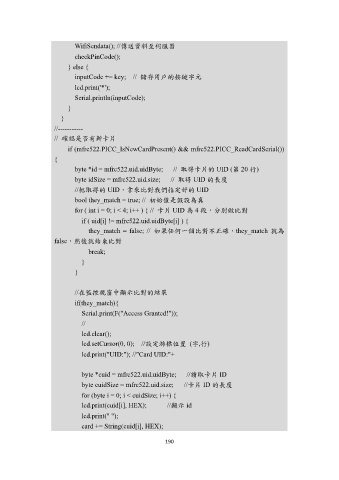 WifiSendata(); //傳送資料至伺服器
checkPinCode();
} else {
inputCode += key;   // 儲存用戶的按鍵字元
lcd.print('*');
Serial.println(inputCode);
}
}
//-----------
// 確認是否有新卡片
if (mfrc522.PICC_IsNewCardPresent() && mfrc522.PICC_ReadCardSerial())
{
byte *id = mfrc522.uid.uidByte;     // 取得卡片的 UID (第 20 行)
byte idSize = mfrc522.uid.size;    // 取得 UID 的長度
//把取得的 UID，拿來比對我們指定好的 UID
bool they_match = true; // 初始值是假設為真
for ( int i = 0; i < 4; i++ ) { // 卡片 UID 為 4 段，分別做比對
if ( uid[i] != mfrc522.uid.uidByte[i] ) {
they_match = false; // 如果任何一個比對不正確，they_match 就為
false，然後就結束比對
break;
}
}
//在監控視窗中顯示比對的結果
if(they_match){
Serial.print(F("Access Granted!"));
//
lcd.clear();
lcd.setCursor(0, 0);   //設定游標位置 (字,行)
lcd.print("UID:"); //"Card UID:"+
byte *cuid = mfrc522.uid.uidByte;    //讀取卡片 ID
byte cuidSize = mfrc522.uid.size;    //卡片 ID 的長度
for (byte i = 0; i < cuidSize; i++) {
lcd.print(cuid[i], HEX);       //顯示 id
lcd.print(" ");
card += String(cuid[i], HEX);
190